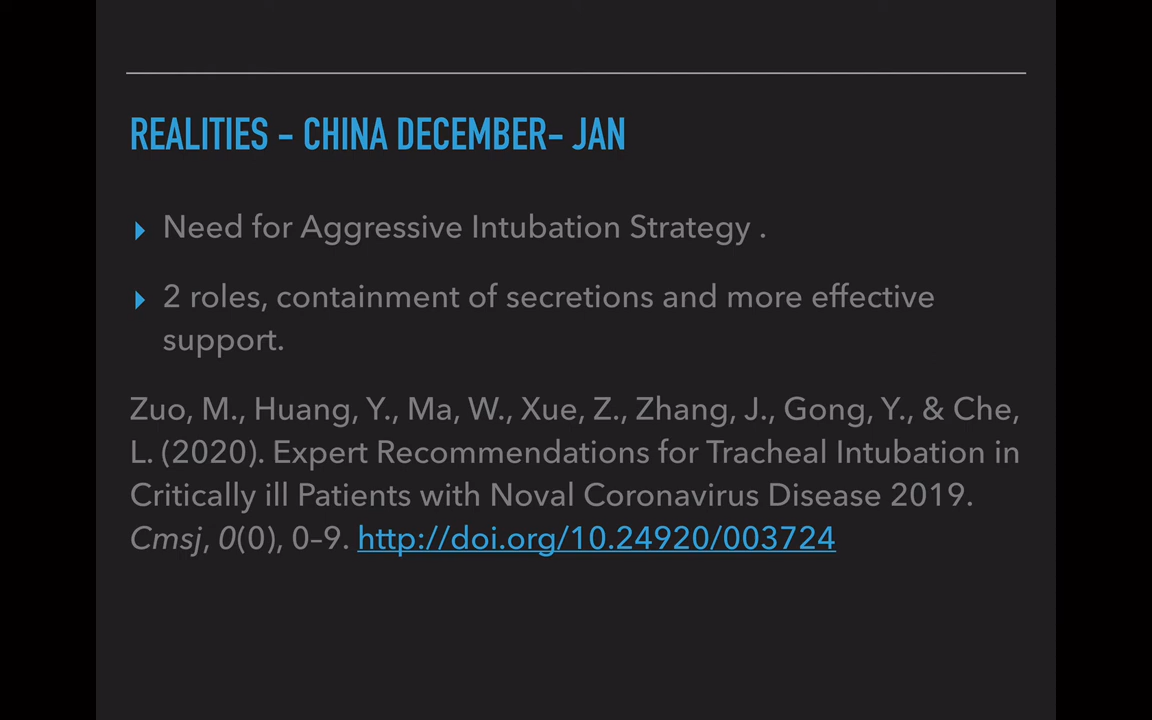 REALITIES - CHINA DECEMBER- JAN
Need for Aggressive Intubation Strategy .
2 roles, containment of secretions and more effective
support.
Zuo, M., Huang, Y., Ma, W., Xue, Z., Zhang, J., Gong, Y., & Che,
L. (2020). Expert Recommendations for Tracheal Intubation in
Critically ill Patients with Noval Coronavirus Disease 2019.
Cmsj, 0(0), 0–9. http://doi.org/10.24920/003724